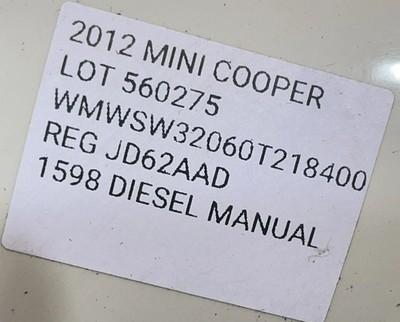 2012 MINI COOPER
LOT 560275
WMWSW32060T218400
REG JD62AAD
1598 DIESEL MANUAL